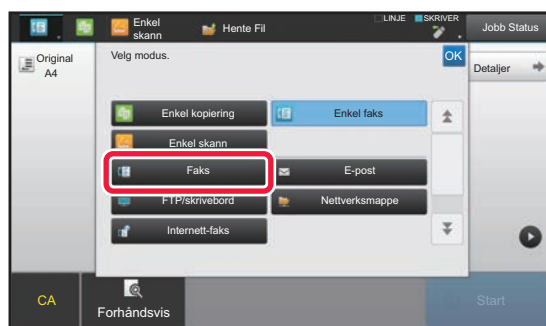 Enkel
skann
Hente Fil
LINJE
SKRIVER
Jobb Status
Original
A4
Velg modus.
OK
Detaljer
Enkel kopiering
Enkel faks
Enkel skann
Faks
E-post
FTP/skrivebord
Nettverksmappe
Internett-faks
CA
Forhåndsvis
Start